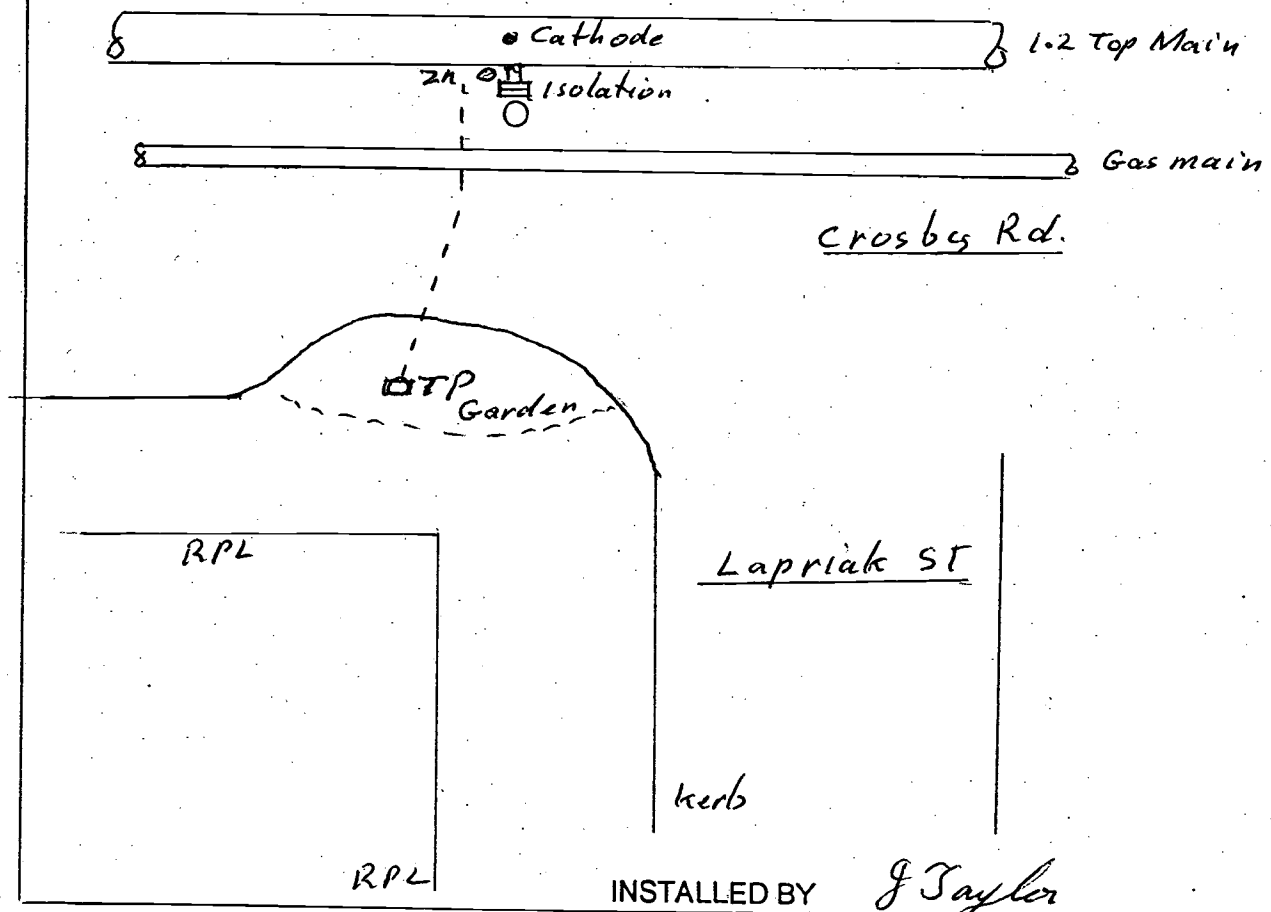 Cathode
1.2 Top Main
Zn
Isolation
Gas main
Crosby Rd.
TP
Garden
RPL
Lapriak ST
kerb
RPL
INSTALLED BY J Taylor